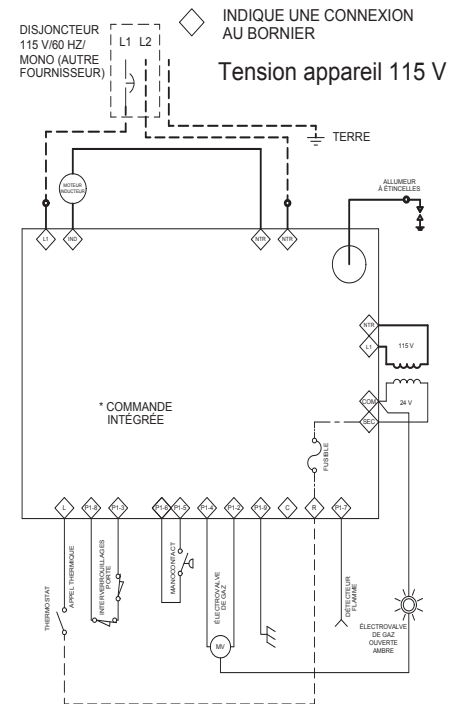 INDIQUE UNE CONNEXION
AU BORNIER
DISJONCTEUR
115 V/60 HZ/
MONO (AUTRE
FOURNISSEUR)
L1 L2
Tension appareil 115 V
TERRE
MOTEUR
INDUCTEUR
ALLUMEUR
À ÉTINCELLES
L1
IND
NTR
NTR
NTR
L1
115 V
COM
24 V
SEC
* COMMANDE
INTÉGRÉE
FUSIBLE
L
P1-8
P1-3
P1-6
P1-5
P1-4
P1-2
P1-9
C
R
P1-7
THERMOSTAT
APPEL THERMIQUE
INTERVERROUILLAGES
PORTE
MANOCONTACT
ÉLECTROVALVE
DE GAZ
MV
DÉTECTEUR
FLAMME
ÉLECTROVALVE
DE GAZ
OUVERTE
AMBRE